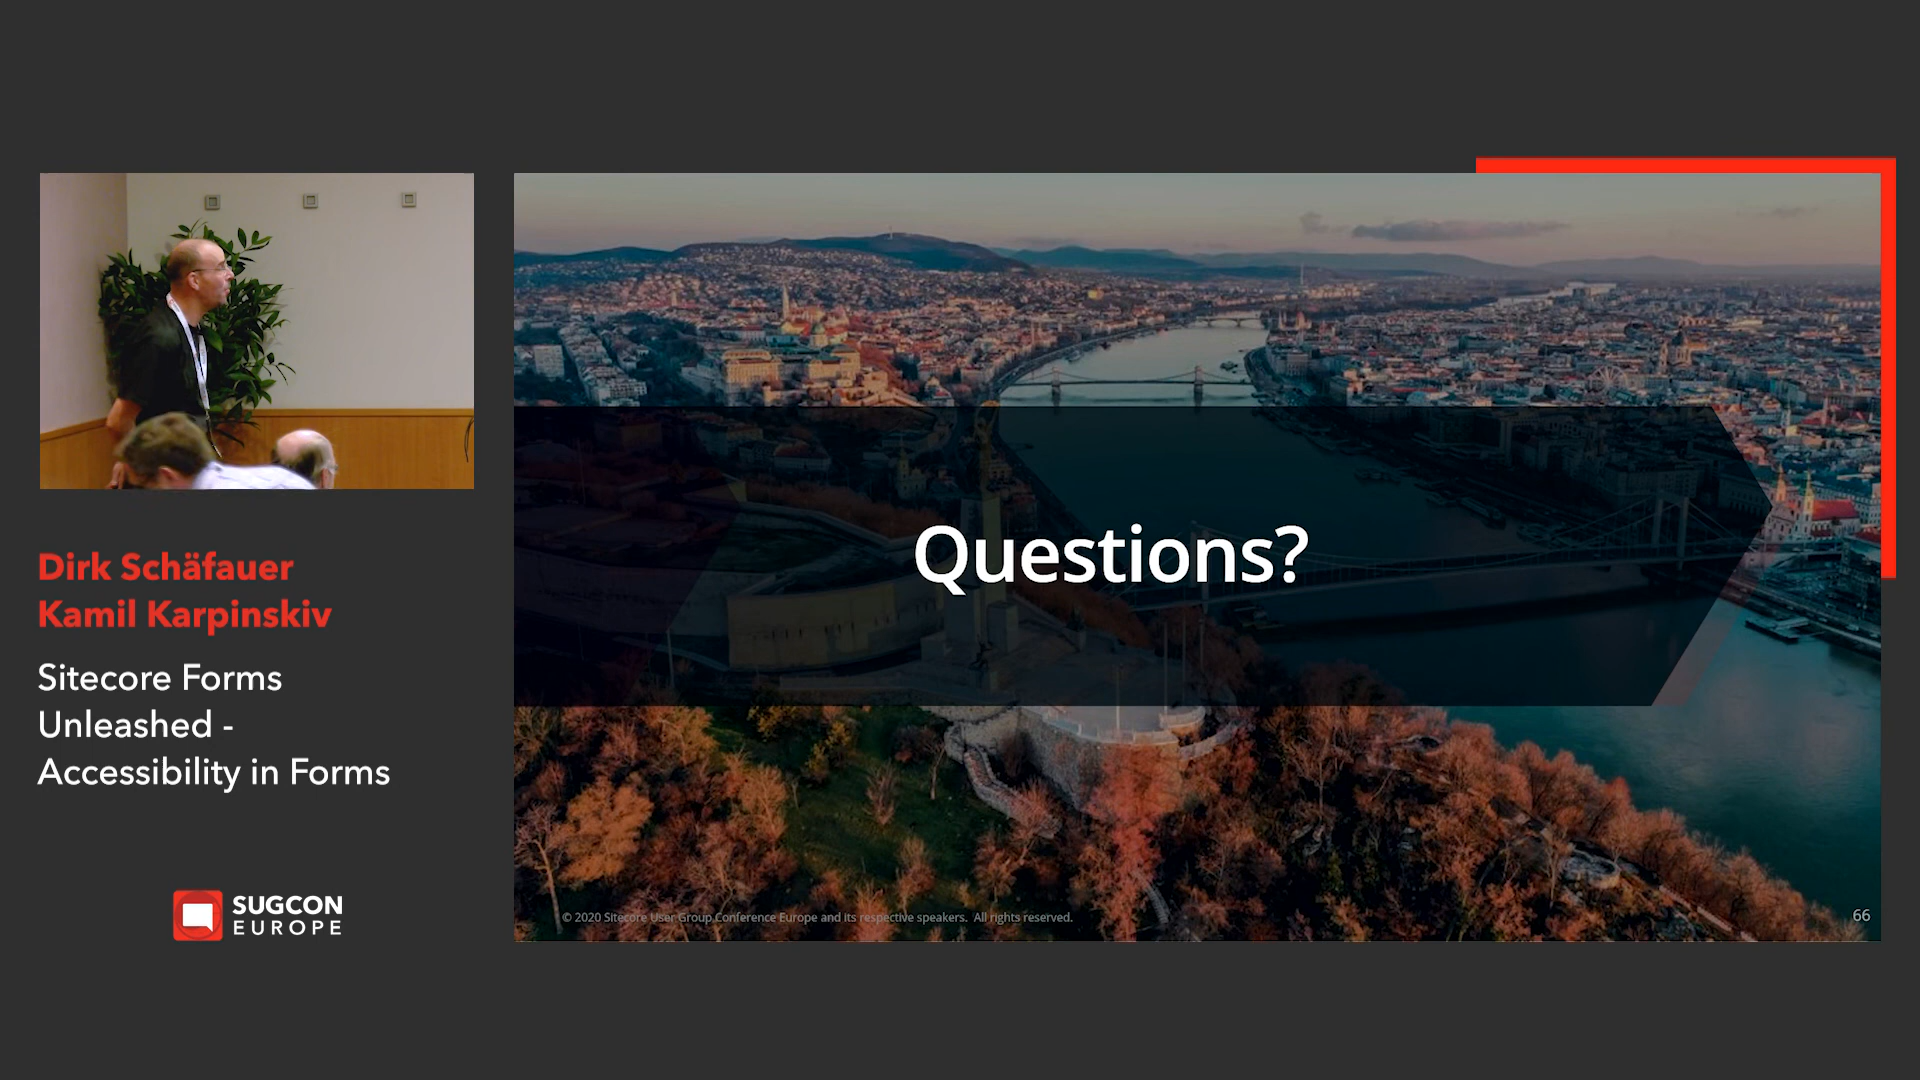 Dirk Schäfauer
Kamil Karpinskiv
Sitecore Forms
Unleashed -
Accessibility in Forms
SUGCON
EUROPE
Questions?
© 2020 Sitecore User Group Conference Europe and its respective speakers. All rights reserved.
66